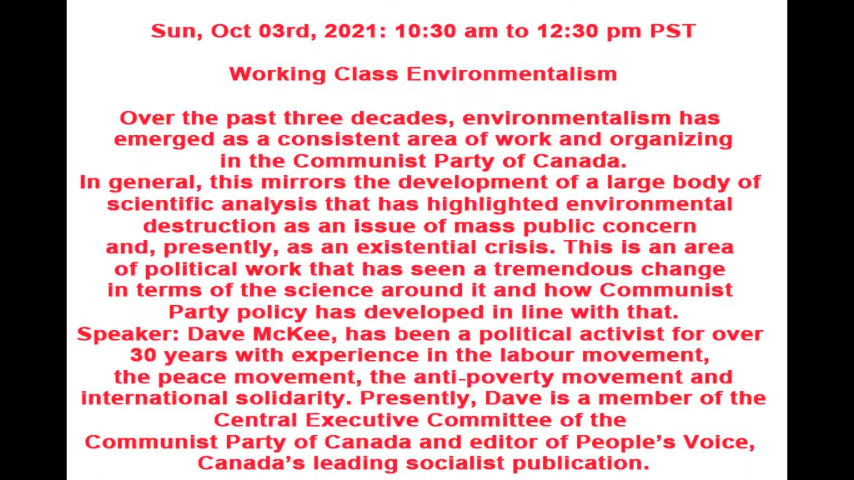 Sun, Oct 03rd, 2021: 10:30 am to 12:30 pm PST
Working Class Environmentalism
Over the past three decades, environmentalism has
emerged as a consistent area of work and organizing
in the Communist Party of Canada.
In general, this mirrors the development of a large body of
scientific analysis that has highlighted environmental
destruction as an issue of mass public concern
and, presently, as an existential crisis. This is an area
of political work that has seen a tremendous change
in terms of the science around it and how Communist
Party policy has developed in line with that.
Speaker: Dave McKee, has been a political activist for over
30 years with experience in the labour movement,
the peace movement, the anti-poverty movement and
international solidarity. Presently, Dave is a member of the
Central Executive Committee of the
Communist Party of Canada and editor of People's Voice,
Canada's leading socialist publication.